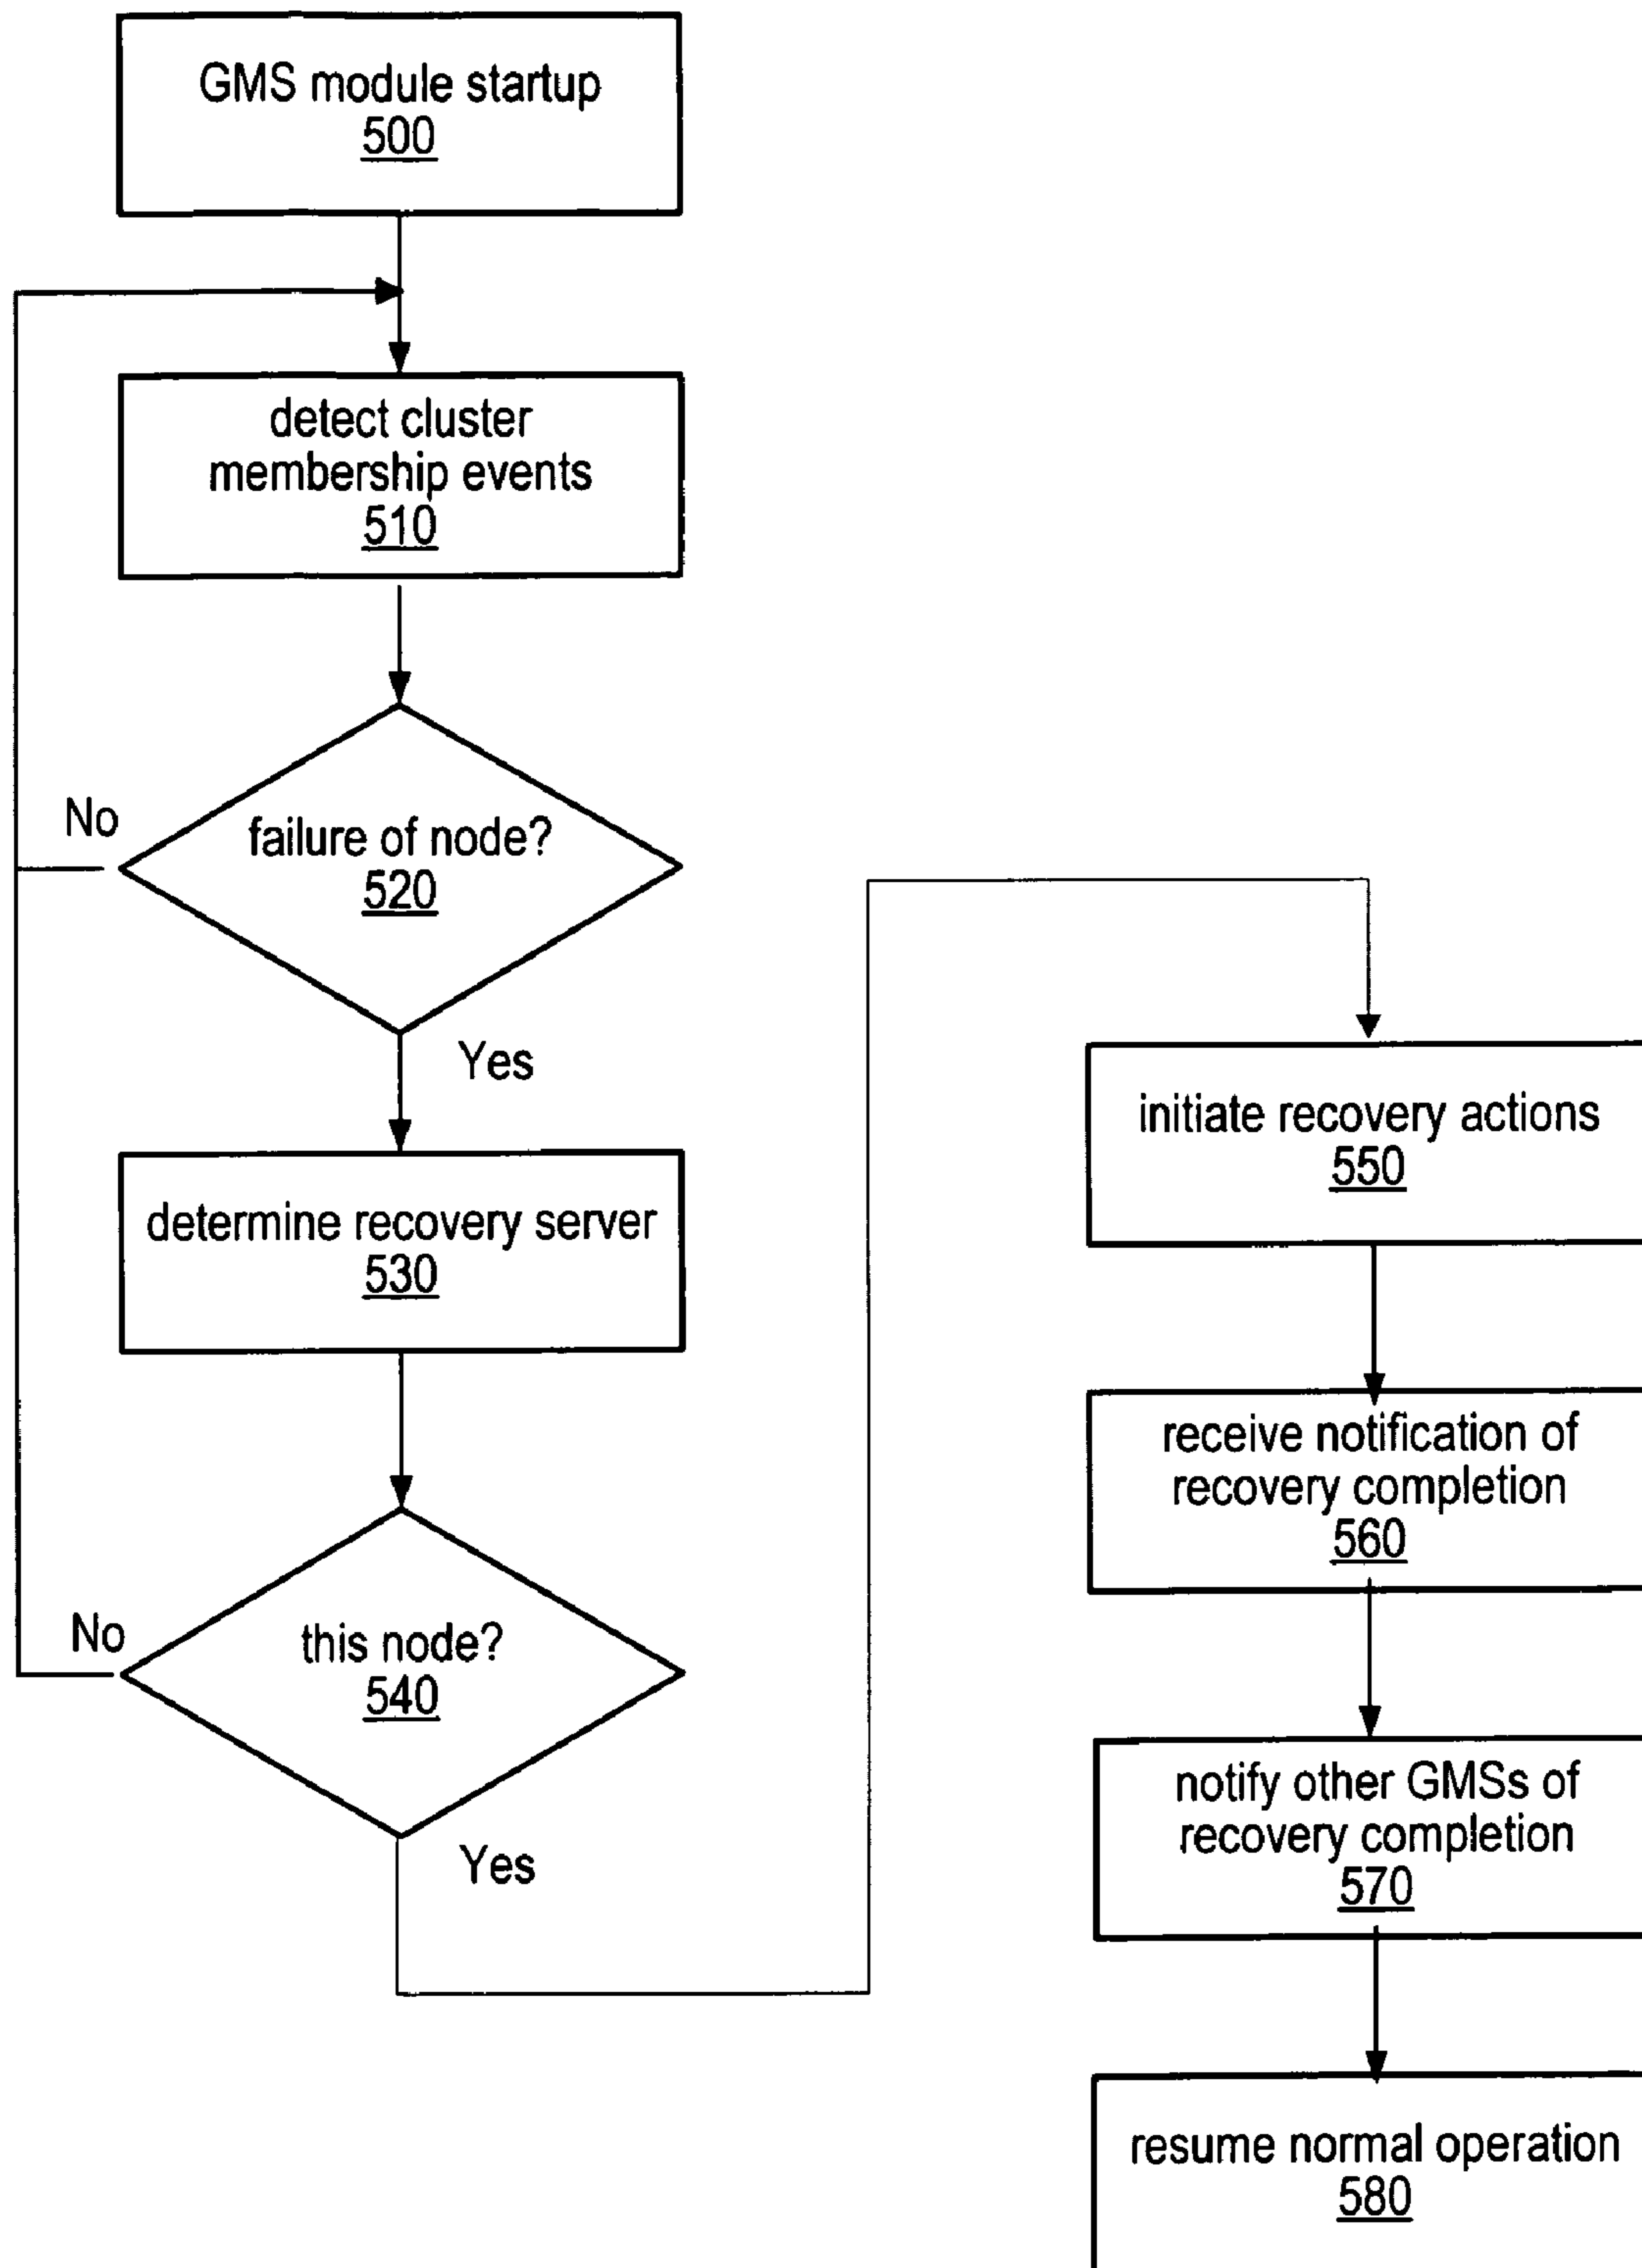 GMS module startup
500
detect cluster
membership events
510
No
failure of node?
520
Yes
determine recovery server
530
No
this node?
540
Yes
initiate recovery actions
550
receive notification of
recovery completion
560
notify other GMSs of
recovery completion
570
resume normal operation
580